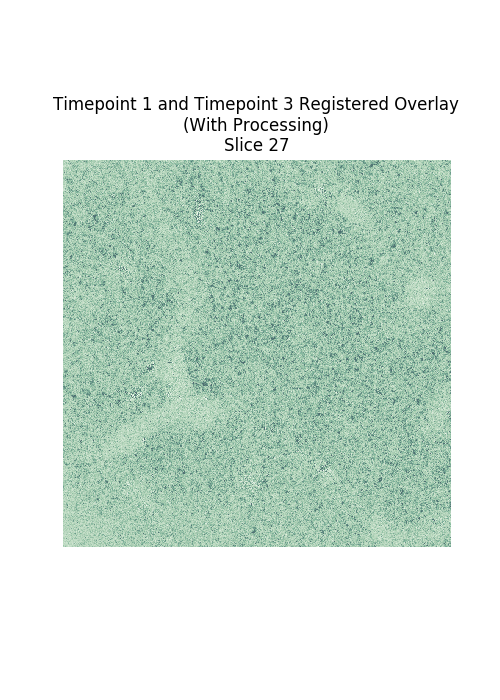 Timepoint 1 and Timepoint 3 Registered Overlay
(With Processing)
Slice 27